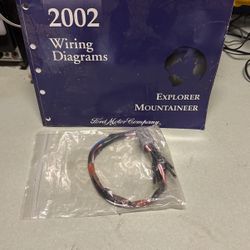 2002
Wiring
Diagrams
EXPLORER
MOUNTAINEER
Ford Motor Company